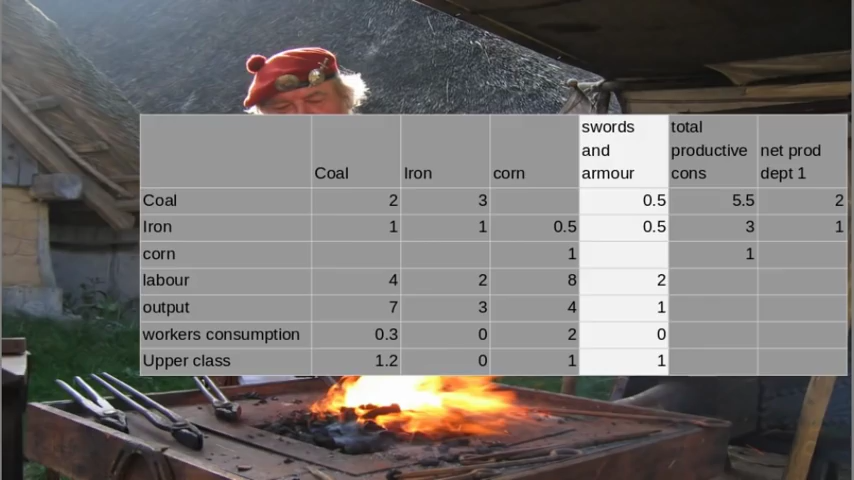 Coal Iron corn swords and armour total productive cons net prod dept 1
Coal 2 3 0.5 5.5 2
Iron 1 1 0.5 0.5 3 1
corn 1 1
labour 4 2 8 2
output 7 3 4 1
workers consumption 0.3 0 2 0
Upper class 1.2 0 1 1